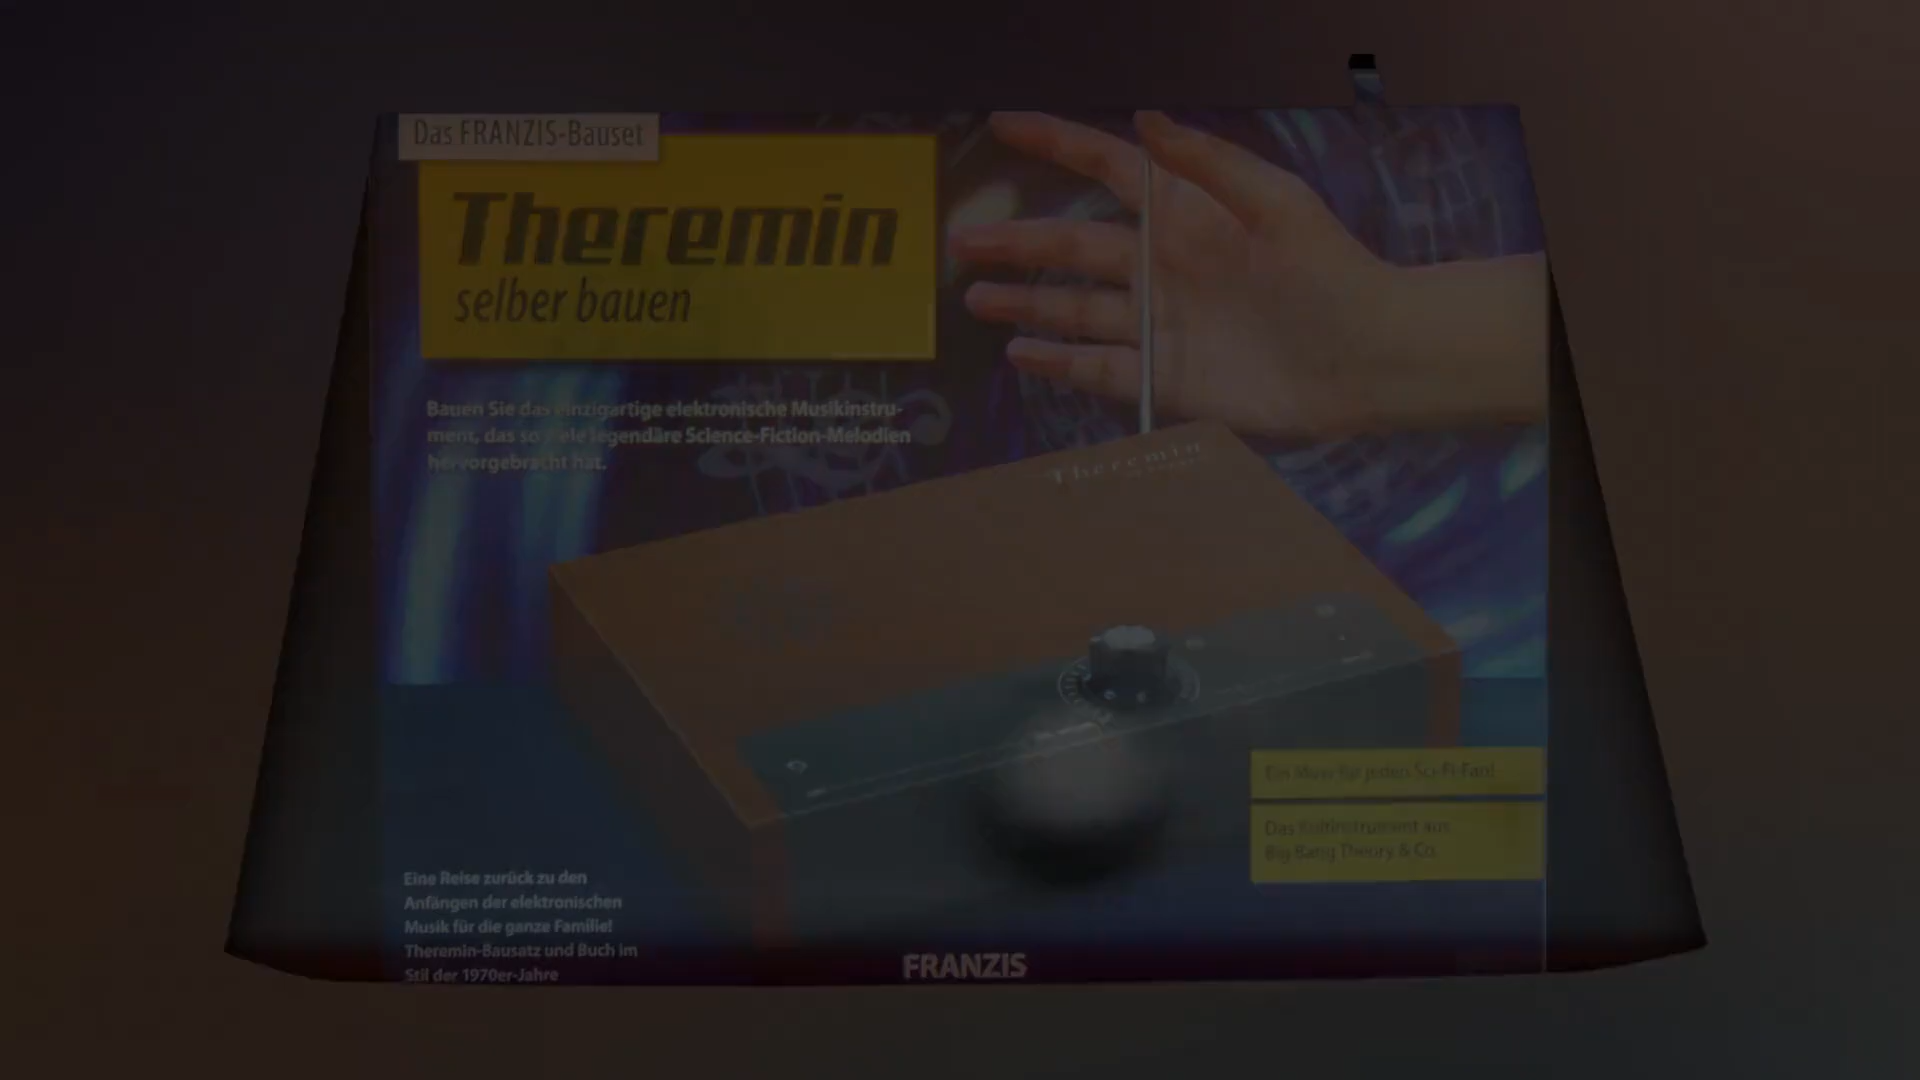 Das FRANZIS-Bauset
Theremin
selber bauen
Bauen Sie das einzigartige elektronische Musikinstru-
ment, das so viele legendäre Science-Fiction-Melodien
hervorgebracht hat.
Theremin
Ein Muss für jeden Sci-Fi-Fan!
Das Kultinstrument aus
Big Bang Theory & Co.
Eine Reise zurück zu den
Anfängen der elektronischen
Musik für die ganze Familie!
Theremin-Bausatz und Buch im
Stil der 1970er-Jahre
FRANZIS